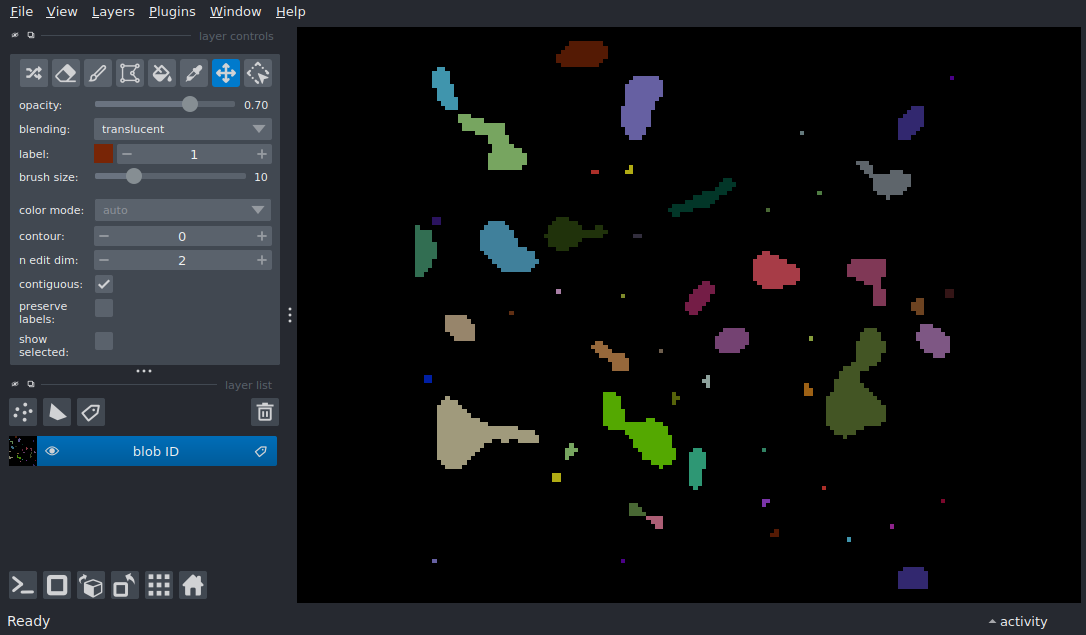 File View Layers Plugins Window Help
layer controls
opacity: 0.70
blending: translucent
label: 1
brush size: 10
color mode: auto
contour: 0
n edit dim: 2
contiguous:
preserve
labels:
show
selected:
layer list
blob ID
Ready
activity